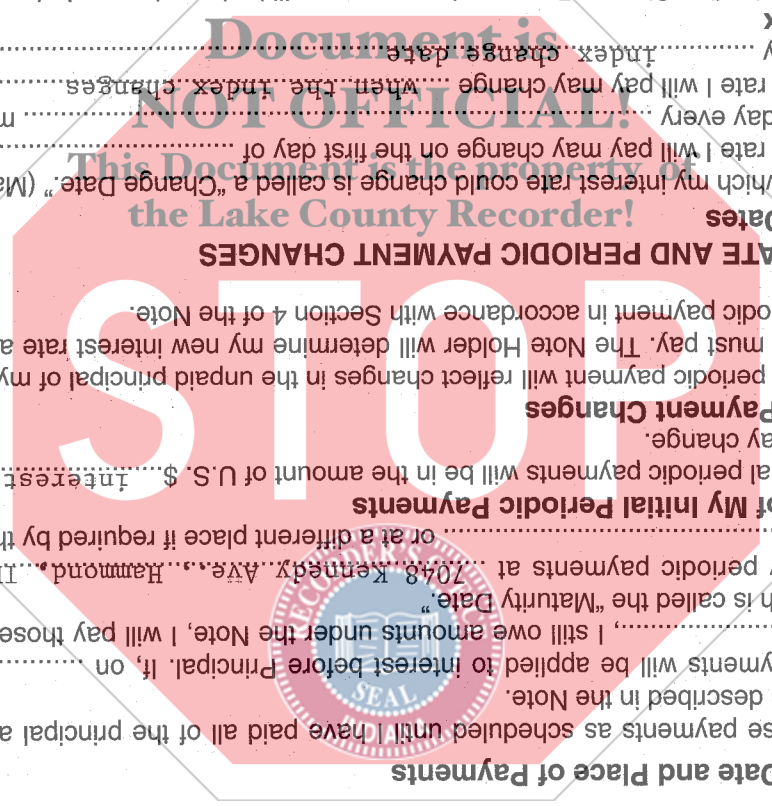 Date and Place of Payments
se payments as scheduled until I have paid all of the principal a
described in the Note.
yments will be applied to interest before Principal. If, on
, I still owe amounts under the Note, I will pay those
h is called the "Maturity Date."
periodic payments at 7048 Kennedy Ave., Hammond, I
or at a different place if required by th
of My Initial Periodic Payments
al periodic payments will be in the amount of U.S. $ interest
ay change.
Payment Changes
periodic payment will reflect changes in the unpaid principal of my
must pay. The Note Holder will determine my new interest rate a
odic payment in accordance with Section 4 of the Note.
ATE AND PERIODIC PAYMENT CHANGES
Dates
which my interest rate could change is called a "Change Date." (Ma
rate I will pay may change on the first day of
day every m
rate I will pay may change when the index changes
y index change date
x
Document is
NOT OFFICIAL!
This Document is the property of
the Lake County Recorder!
STOP
RECORDER'S OFFICE
SEAL
INDIANA